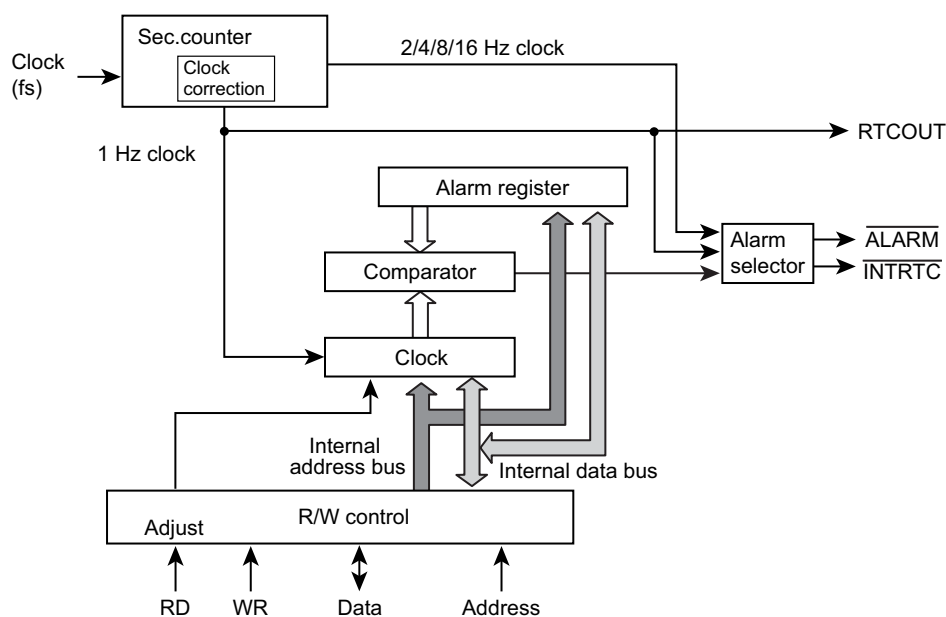 Sec.counter
2/4/8/16 Hz clock
Clock
(fs)
Clock
correction
RTCOUT
1 Hz clock
Alarm register
Alarm
selector
ALARM
INTRTC
Comparator
Clock
Internal
address bus
Internal data bus
R/W control
Adjust
RD
WR
Data
Address